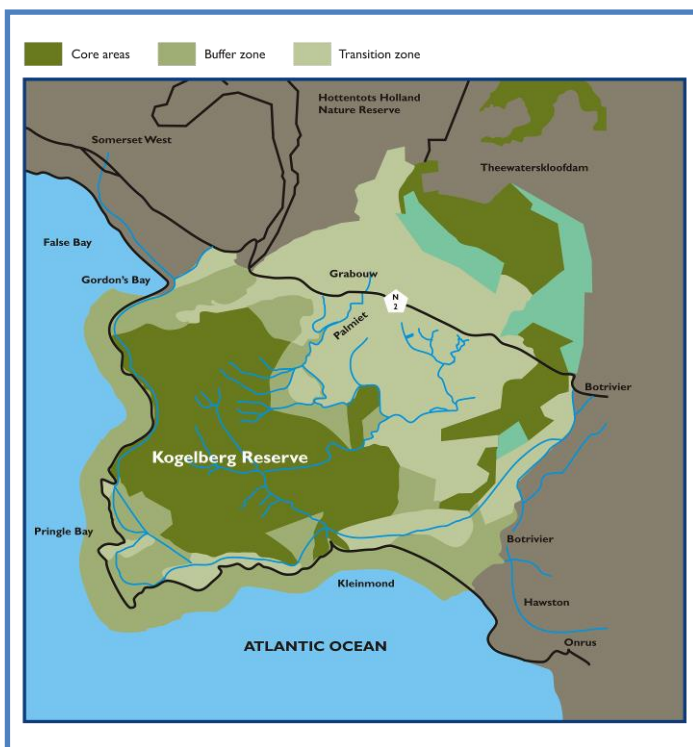 Core areas
Buffer zone
Transition zone
Hottentots Holland
Nature Reserve
Somerset West
Theewaterskloofdam
False Bay
Gordon's Bay
Grabouw
N
2
Palmiet
Botrivier
Kogelberg Reserve
Pringle Bay
Botrivier
Kleinmond
Hawston
Onrus
ATLANTIC OCEAN